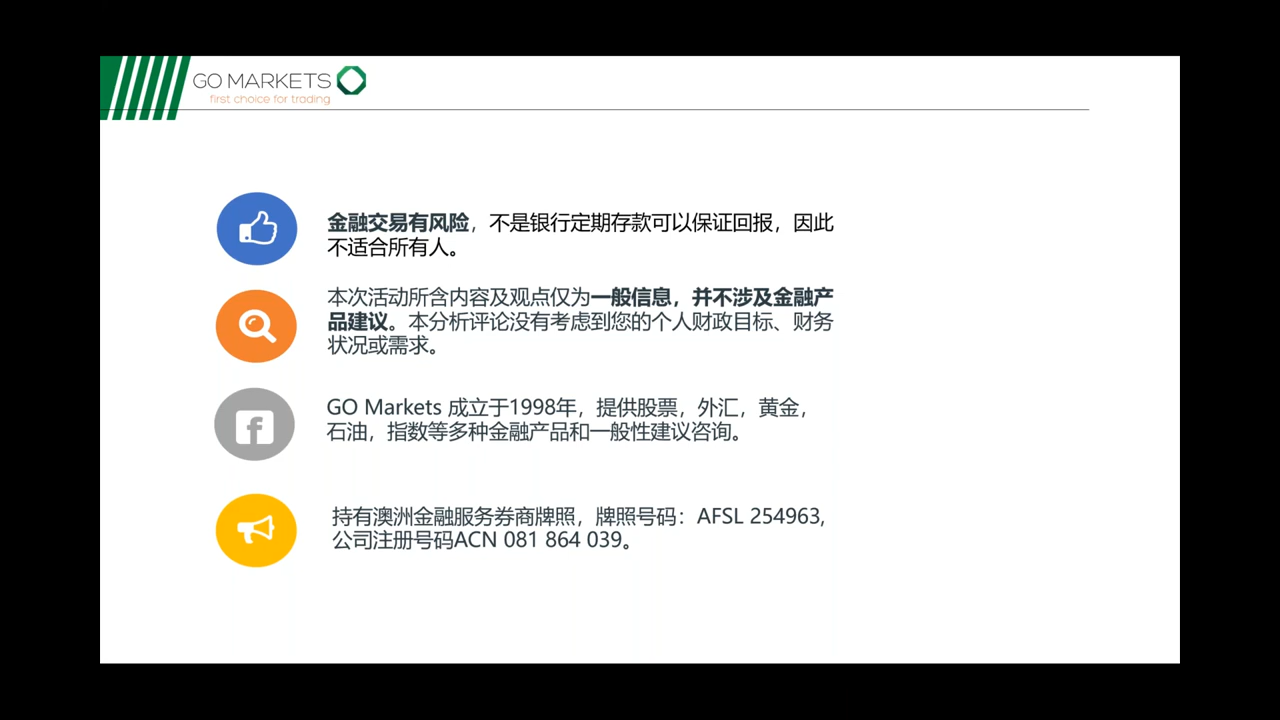 GO MARKETS
first choice for trading
金融交易有风险，不是银行定期存款可以保证回报，因此
不适合所有人。
本次活动所含内容及观点仅为一般信息，并不涉及金融产
品建议。本分析评论没有考虑到您的个人财政目标、财务
状况或需求。
GO Markets 成立于1998年，提供股票，外汇，黄金，
石油，指数等多种金融产品和一般性建议咨询。
持有澳洲金融服务券商牌照，牌照号码：AFSL 254963,
公司注册号码ACN 081 864 039。